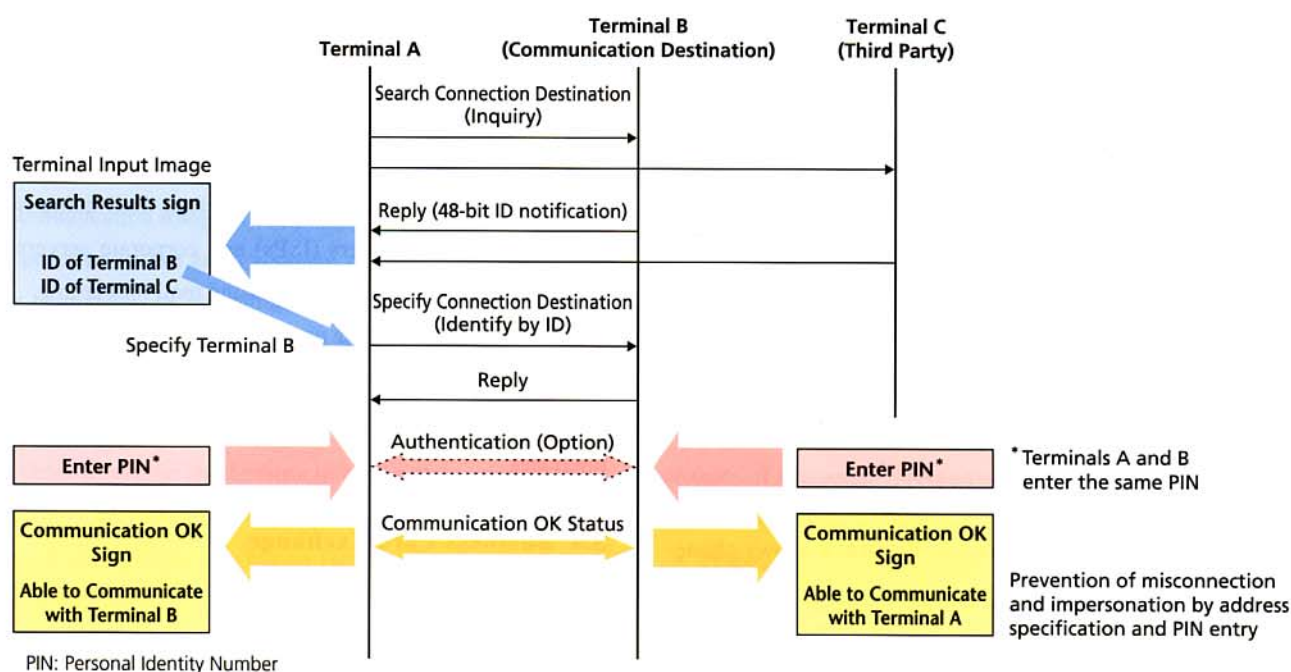 Terminal A
Terminal B
(Communication Destination)
Terminal C
(Third Party)
Search Connection Destination
(Inquiry)
Terminal Input Image
Search Results sign
ID of Terminal B
ID of Terminal C
Reply (48-bit ID notification)
Specify Connection Destination
(Identify by ID)
Specify Terminal B
Reply
Enter PIN*
Authentication (Option)
Enter PIN*
* Terminals A and B
enter the same PIN
Communication OK
Sign
Able to Communicate
with Terminal B
Communication OK Status
Communication OK
Sign
Able to Communicate
with Terminal A
Prevention of misconnection
and impersonation by address
specification and PIN entry
PIN: Personal Identity Number